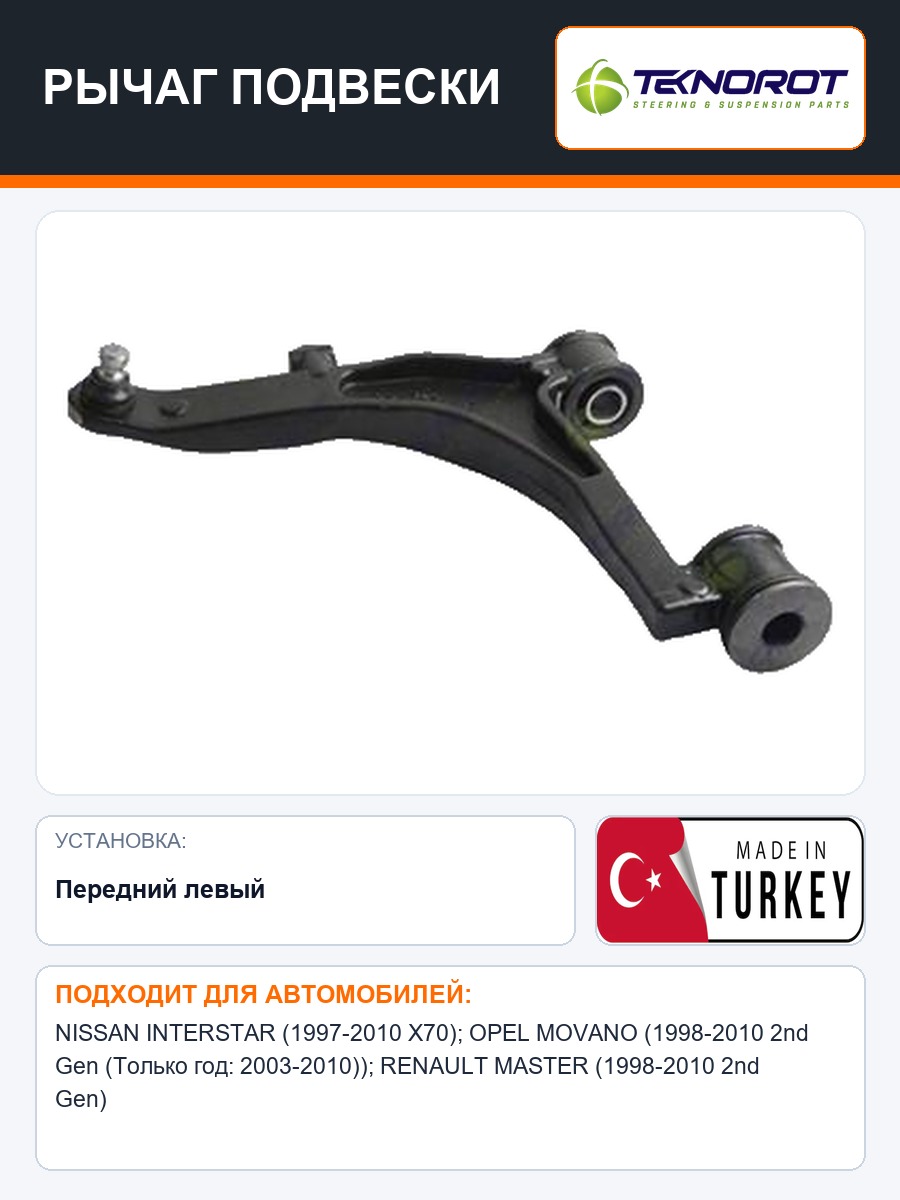 РЫЧАГ ПОДВЕСКИ
TEKNOROT
STEERING & SUSPENSION PARTS
УСТАНОВКА:
Передний левый
MADE IN
TURKEY
ПОДХОДИТ ДЛЯ АВТОМОБИЛЕЙ:
NISSAN INTERSTAR (1997-2010 X70); OPEL MOVANO (1998-2010 2nd
Gen (Только год: 2003-2010)); RENAULT MASTER (1998-2010 2nd
Gen)